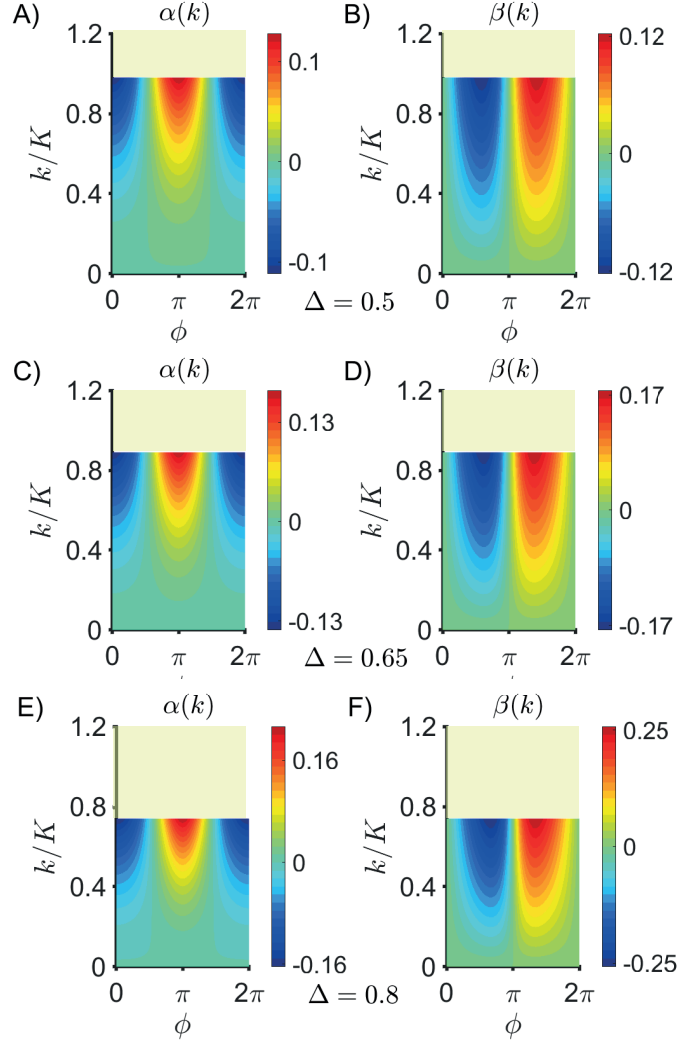 A) α(k)
1.2
0.8
0.4
0
k/K
0 π 2π
ϕ
0.1
0
-0.1
B) β(k)
1.2
0.8
0.4
0
k/K
0 π 2π
ϕ
0.12
0
-0.12
Δ = 0.5
C) α(k)
1.2
0.8
0.4
0
k/K
0 π 2π
0.13
0
-0.13
D) β(k)
1.2
0.8
0.4
0
k/K
0 π 2π
0.17
0
-0.17
Δ = 0.65
E) α(k)
1.2
0.8
0.4
0
k/K
0 π 2π
ϕ
0.16
0
-0.16
F) β(k)
1.2
0.8
0.4
0
k/K
0 π 2π
ϕ
0.25
0
-0.25
Δ = 0.8